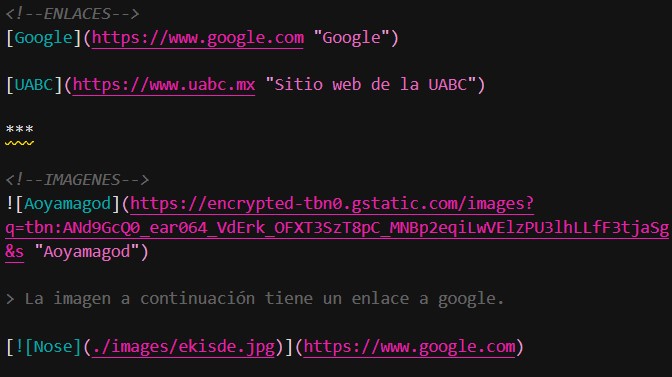 <!--ENLACES-->
[Google](https://www.google.com "Google")
[UABC](https://www.uabc.mx "Sitio web de la UABC")
***
<!--IMAGENES-->
![Aoyamagod](https://encrypted-tbn0.gstatic.com/images?
q=tbn:ANd9GcQ0_ear064_VdErk_OFXT3SzT8pC_MNBp2eqiLwVElzPU3lhLLfF3tjaSg
&s "Aoyamagod")
> La imagen a continuación tiene un enlace a google.
[![Nose](./images/ekisde.jpg)](https://www.google.com)